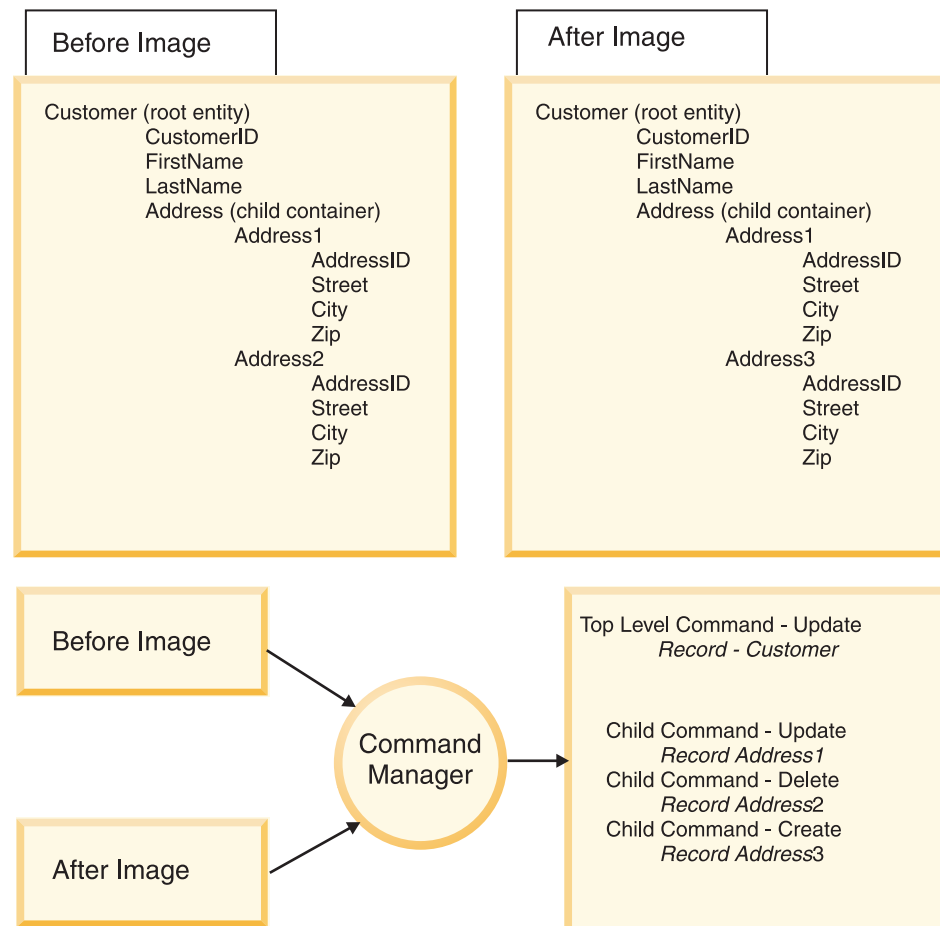 Before Image
Customer (root entity)
CustomerID
FirstName
LastName
Address (child container)
Address1
AddressID
Street
City
Zip
Address2
AddressID
Street
City
Zip
After Image
Customer (root entity)
CustomerID
FirstName
LastName
Address (child container)
Address1
AddressID
Street
City
Zip
Address3
AddressID
Street
City
Zip
Before Image
After Image
Command
Manager
Top Level Command - Update
Record - Customer
Child Command - Update
Record Address1
Child Command - Delete
Record Address2
Child Command - Create
Record Address3